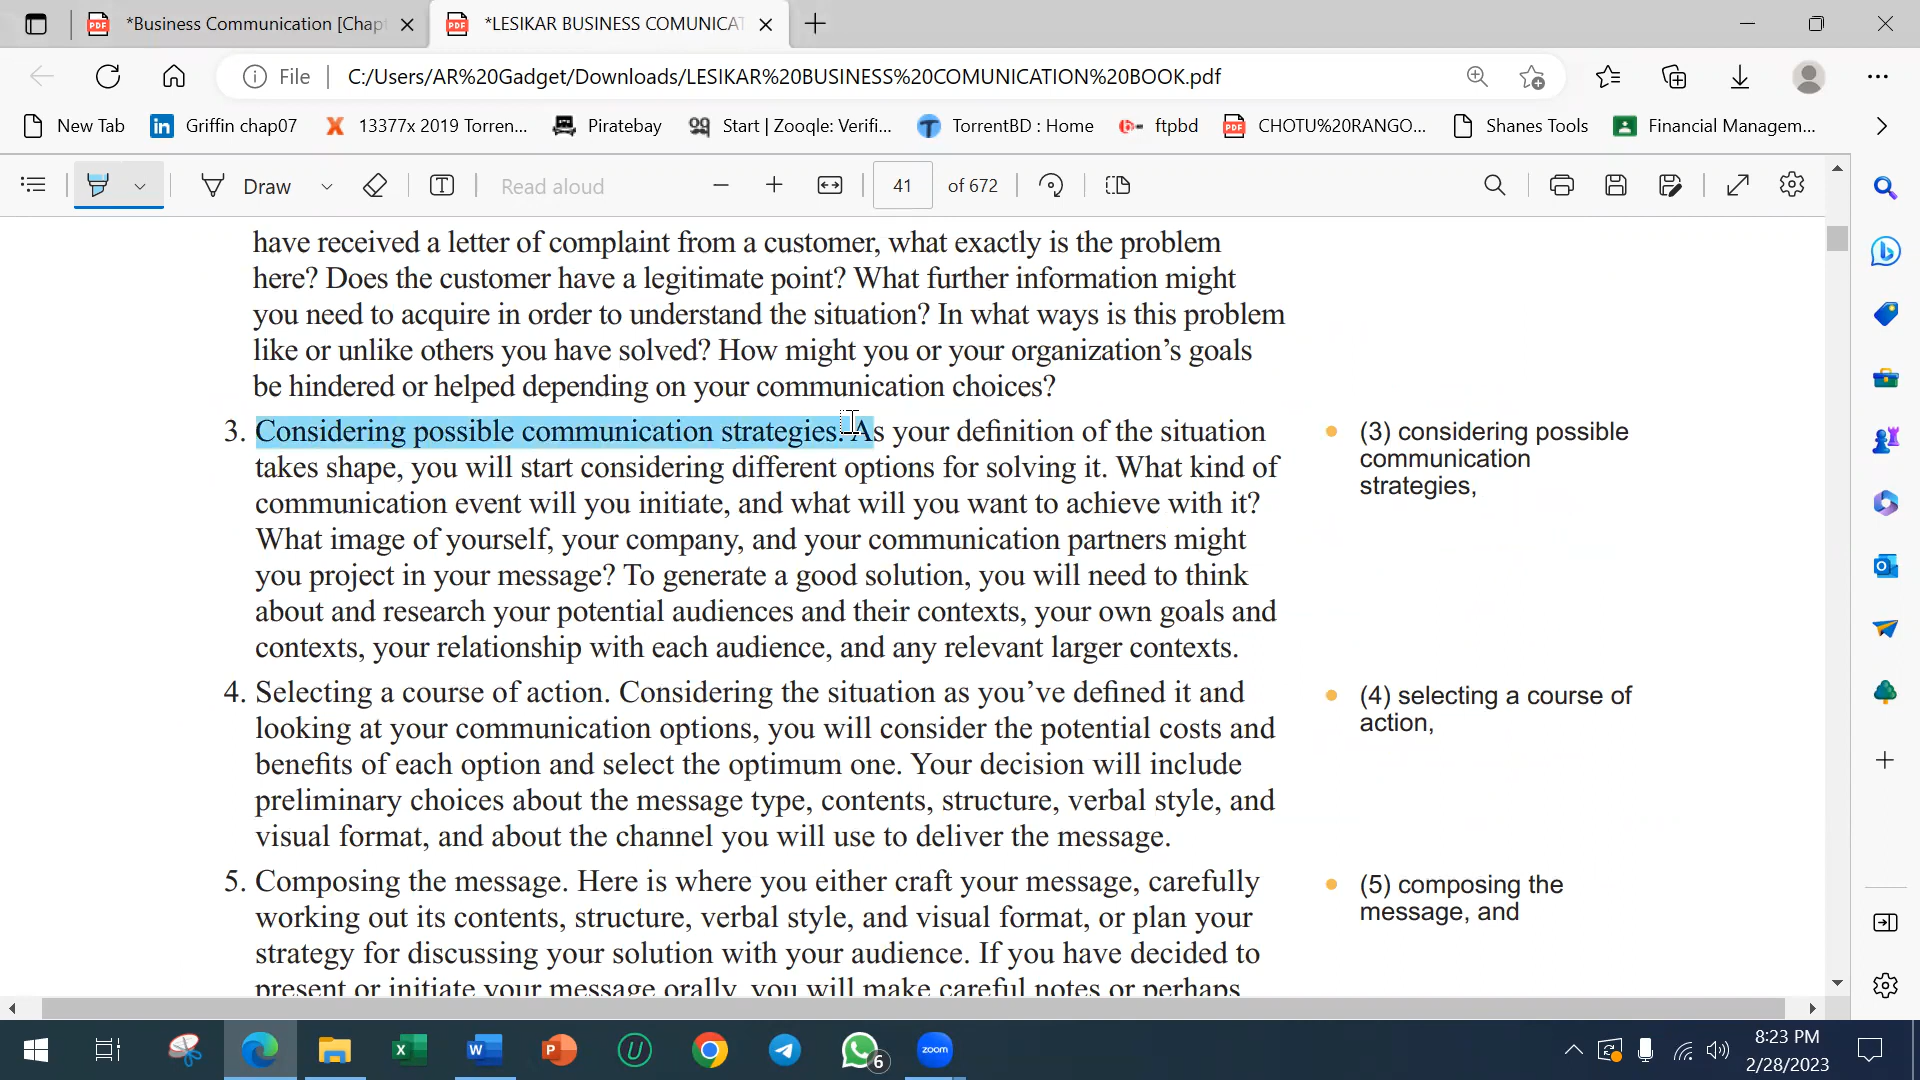 *Business Communication [Chap
*LESIKAR BUSINESS COMUNICAT
File
C:/Users/AR%20Gadget/Downloads/LESIKAR%20BUSINESS%20COMUNICATION%20BOOK.pdf
New Tab
Griffin chap07
13377x 2019 Torren...
Piratebay
Start | Zooqle: Verifi...
TorrentBD : Home
ftpbd
CHOTU%20RANGO...
Shanes Tools
Financial Managem...
Draw
Read aloud
41
of 672
have received a letter of complaint from a customer, what exactly is the problem
here? Does the customer have a legitimate point? What further information might
you need to acquire in order to understand the situation? In what ways is this problem
like or unlike others you have solved? How might you or your organization’s goals
be hindered or helped depending on your communication choices?
3. Considering possible communication strategies. As your definition of the situation
takes shape, you will start considering different options for solving it. What kind of
communication event will you initiate, and what will you want to achieve with it?
What image of yourself, your company, and your communication partners might
you project in your message? To generate a good solution, you will need to think
about and research your potential audiences and their contexts, your own goals and
contexts, your relationship with each audience, and any relevant larger contexts.
(3) considering possible
communication
strategies,
4. Selecting a course of action. Considering the situation as you’ve defined it and
looking at your communication options, you will consider the potential costs and
benefits of each option and select the optimum one. Your decision will include
preliminary choices about the message type, contents, structure, verbal style, and
visual format, and about the channel you will use to deliver the message.
(4) selecting a course of
action,
5. Composing the message. Here is where you either craft your message, carefully
working out its contents, structure, verbal style, and visual format, or plan your
strategy for discussing your solution with your audience. If you have decided to
present or initiate your message orally, you will make careful notes or perhaps
(5) composing the
message, and
zoom
6
8:23 PM
2/28/2023